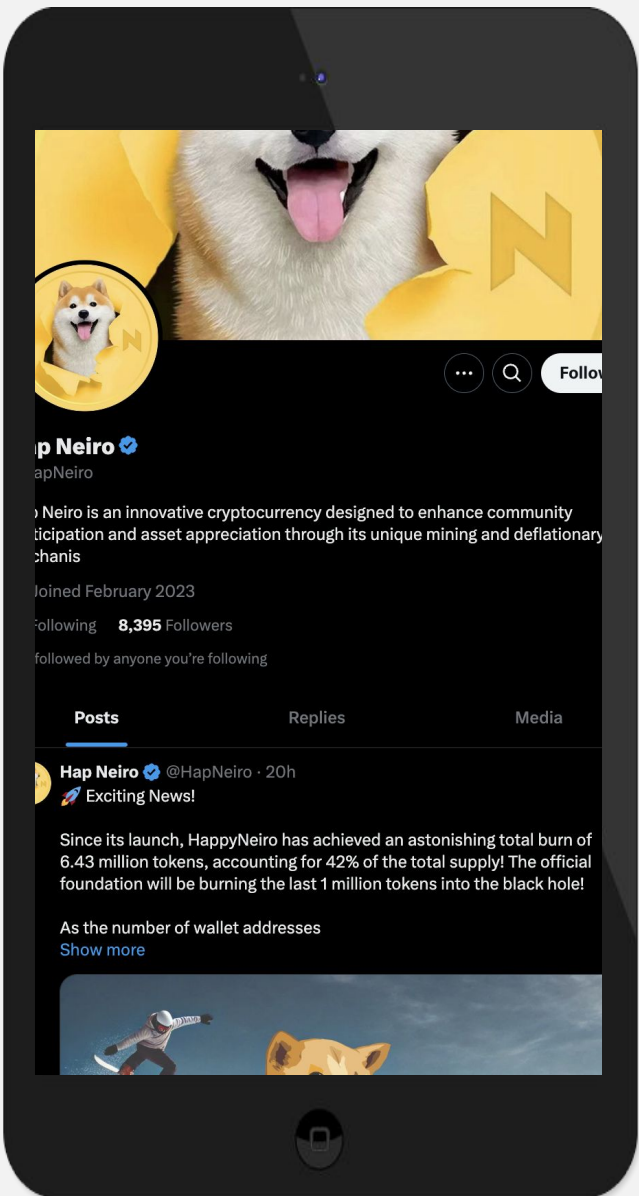 N
Follow
ap Neiro
apNeiro
Neiro is an innovative cryptocurrency designed to enhance community
ticipation and asset appreciation through its unique mining and deflationary
chanis
Joined February 2023
Following 8,395 Followers
followed by anyone you’re following
Posts Replies Media
N
Hap Neiro @HapNeiro · 20h
🚀 Exciting News!
Since its launch, HappyNeiro has achieved an astonishing total burn of
6.43 million tokens, accounting for 42% of the total supply! The official
foundation will be burning the last 1 million tokens into the black hole!
As the number of wallet addresses
Show more